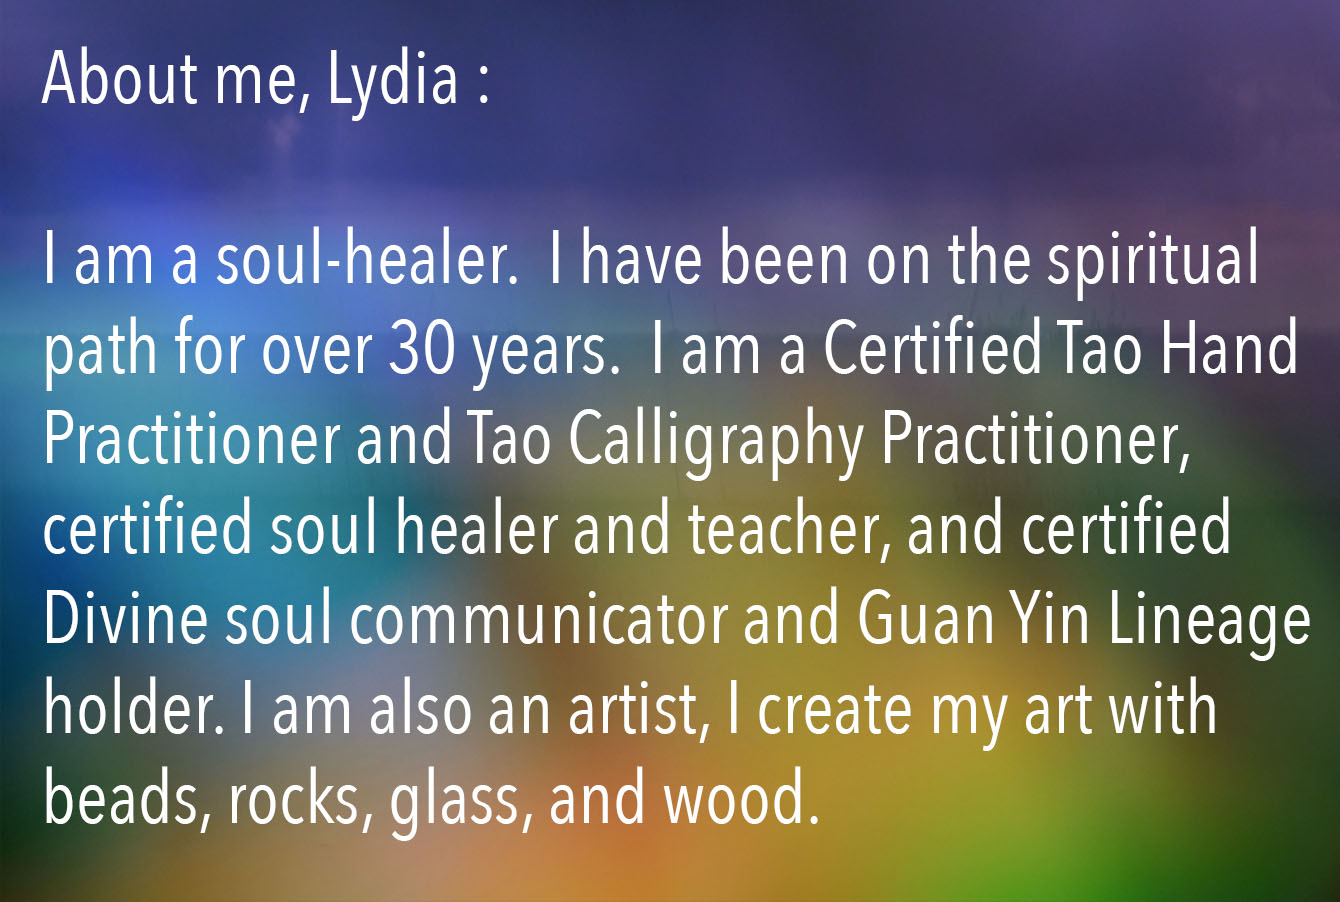 About me, Lydia :
I am a soul-healer.  I have been on the spiritual
path for over 30 years.  I am a Certified Tao Hand
Practitioner and Tao Calligraphy Practitioner,
certified soul healer and teacher, and certified
Divine soul communicator and Guan Yin Lineage
holder. I am also an artist, I create my art with
beads, rocks, glass, and wood.